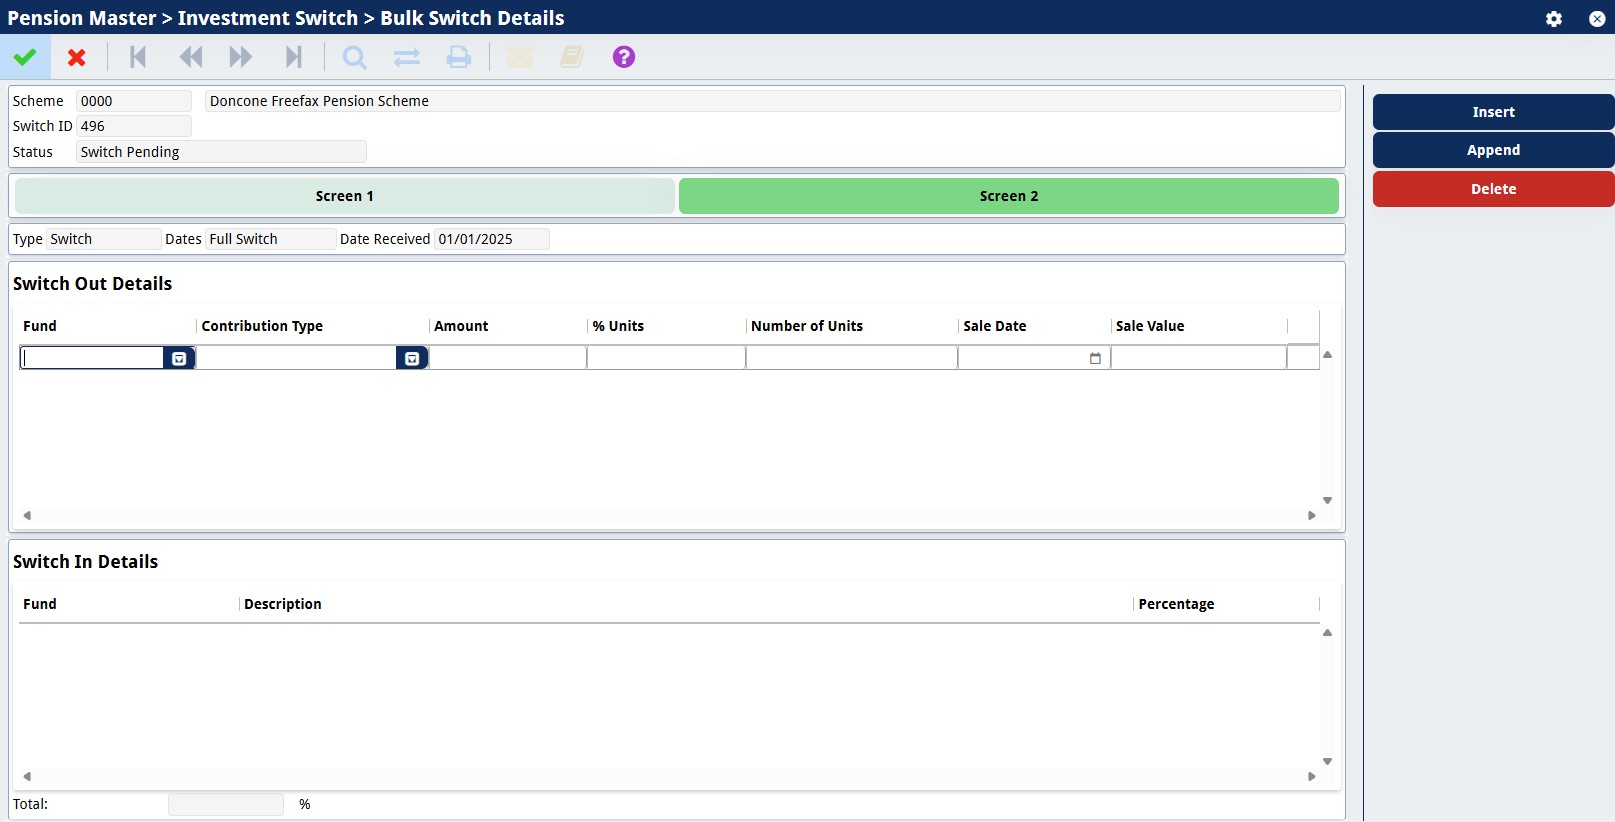 Pension Master > Investment Switch > Bulk Switch Details
?
Scheme 0000 Doncone Freefax Pension Scheme
Switch ID 496
Status Switch Pending
Screen 1 Screen 2
Type Switch Dates Full Switch Date Received 01/01/2025
Switch Out Details
Fund Contribution Type Amount % Units Number of Units Sale Date Sale Value
Switch In Details
Fund Description Percentage
Total: %
Insert
Append
Delete